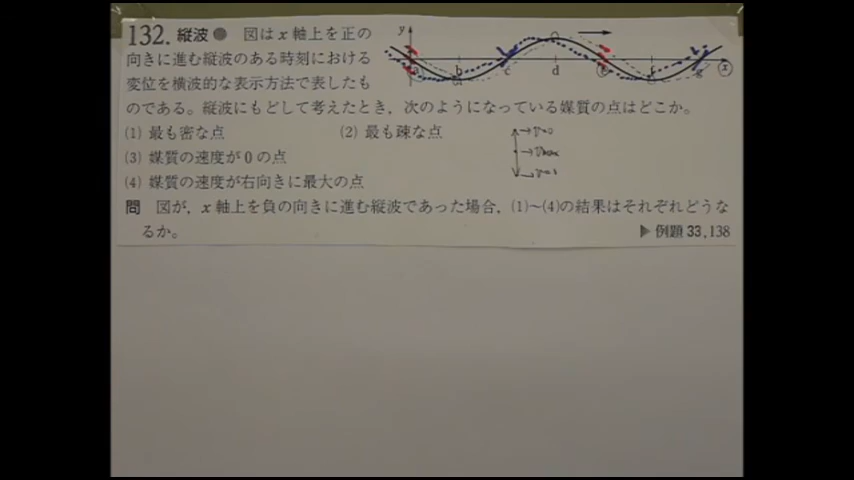 132. 縦波 ● 図は x 軸上を正の
向きに進む縦波のある時刻における
変位を横波的な表示方法で表したも
のである。縦波にもどして考えたとき，次のようになっている媒質の点はどこか。
y
a b c d e f g x
(1) 最も密な点 (2) 最も疎な点
(3) 媒質の速度が 0 の点
(4) 媒質の速度が右向きに最大の点
問 図が，x 軸上を負の向きに進む縦波であった場合，(1)〜(4)の結果はそれぞれどうな
るか。 ▶ 例題 33，138